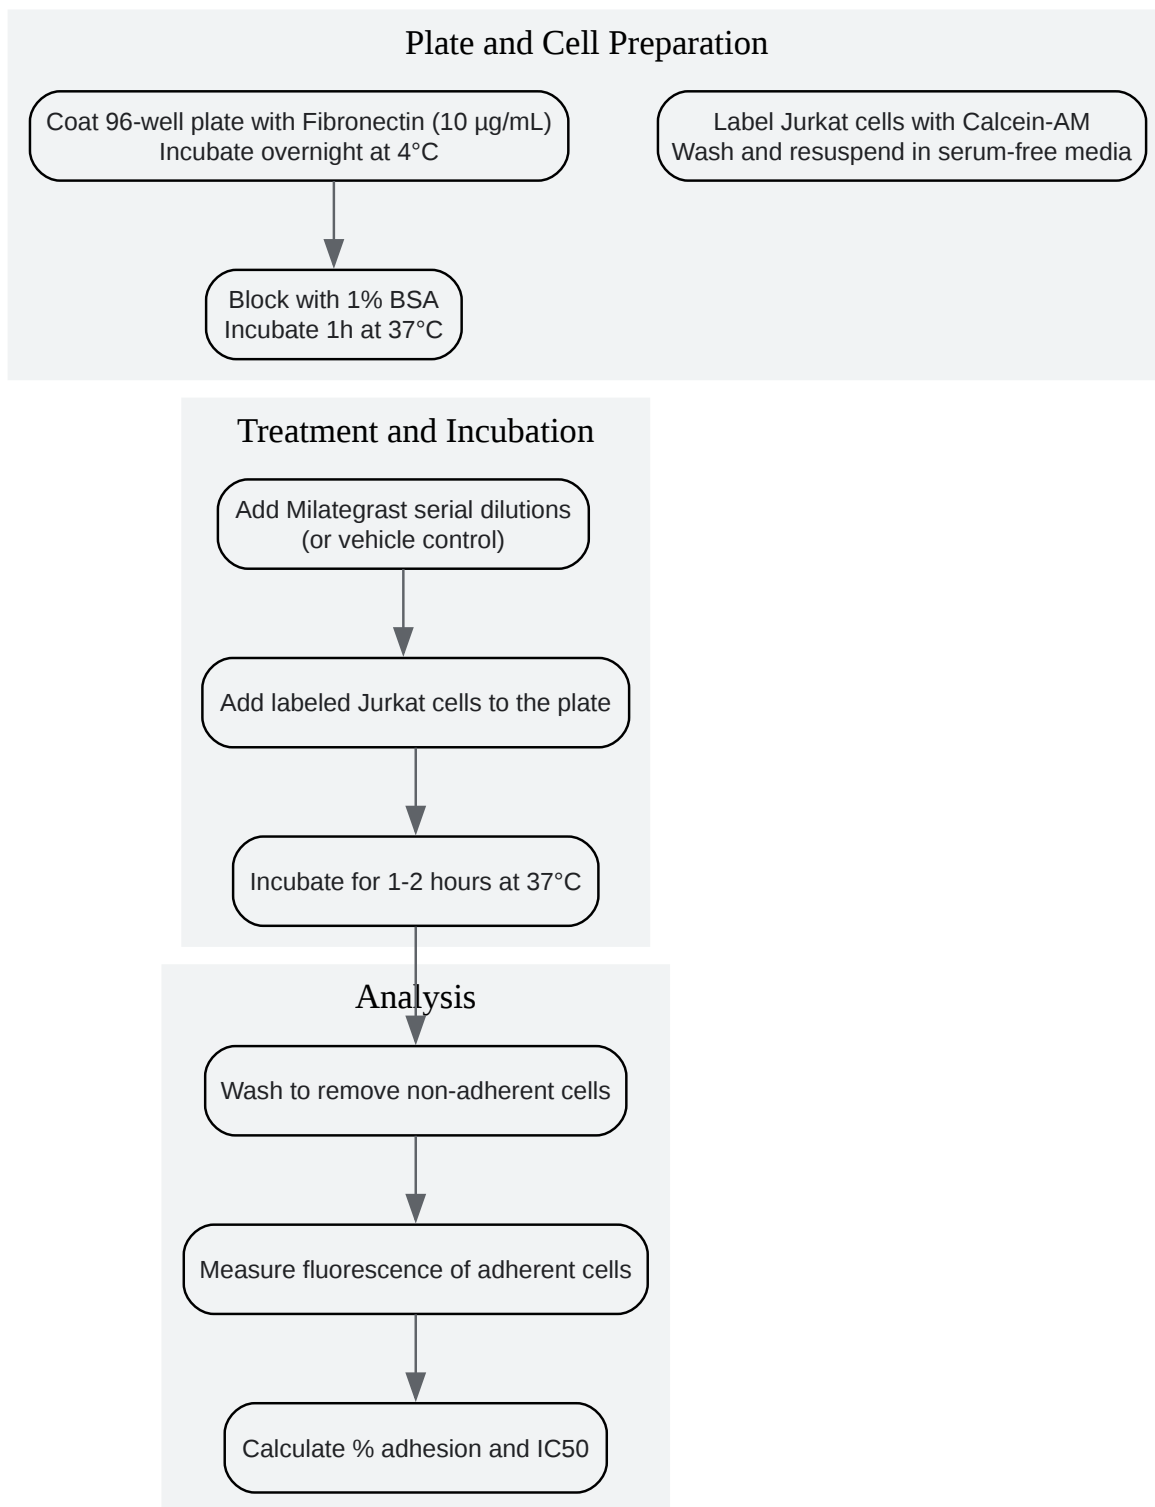 Plate and Cell Preparation
Coat 96-well plate with Fibronectin (10 µg/mL)
Incubate overnight at 4°C
Label Jurkat cells with Calcein-AM
Wash and resuspend in serum-free media
Block with 1% BSA
Incubate 1h at 37°C
Treatment and Incubation
Add Milategrast serial dilutions
(or vehicle control)
Add labeled Jurkat cells to the plate
Incubate for 1-2 hours at 37°C
Analysis
Wash to remove non-adherent cells
Measure fluorescence of adherent cells
Calculate % adhesion and IC50